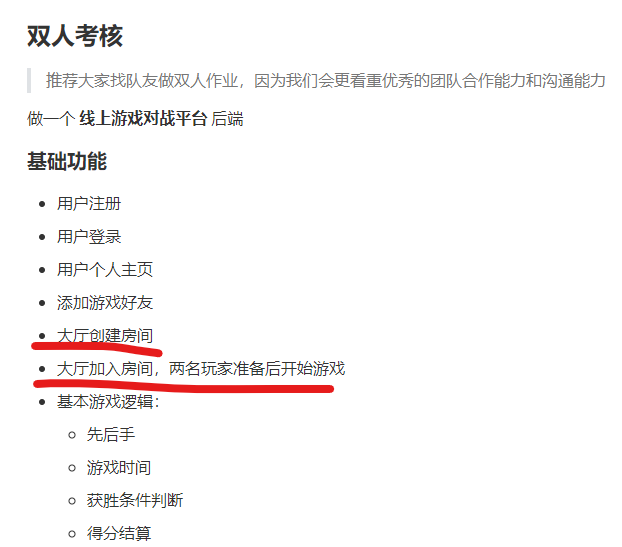 双人考核
推荐大家找队友做双人作业，因为我们会更看重优秀的团队合作能力和沟通能力
做一个 线上游戏对战平台 后端
基础功能
用户注册
用户登录
用户个人主页
添加游戏好友
大厅创建房间
大厅加入房间，两名玩家准备后开始游戏
基本游戏逻辑：
先后手
游戏时间
获胜条件判断
得分结算